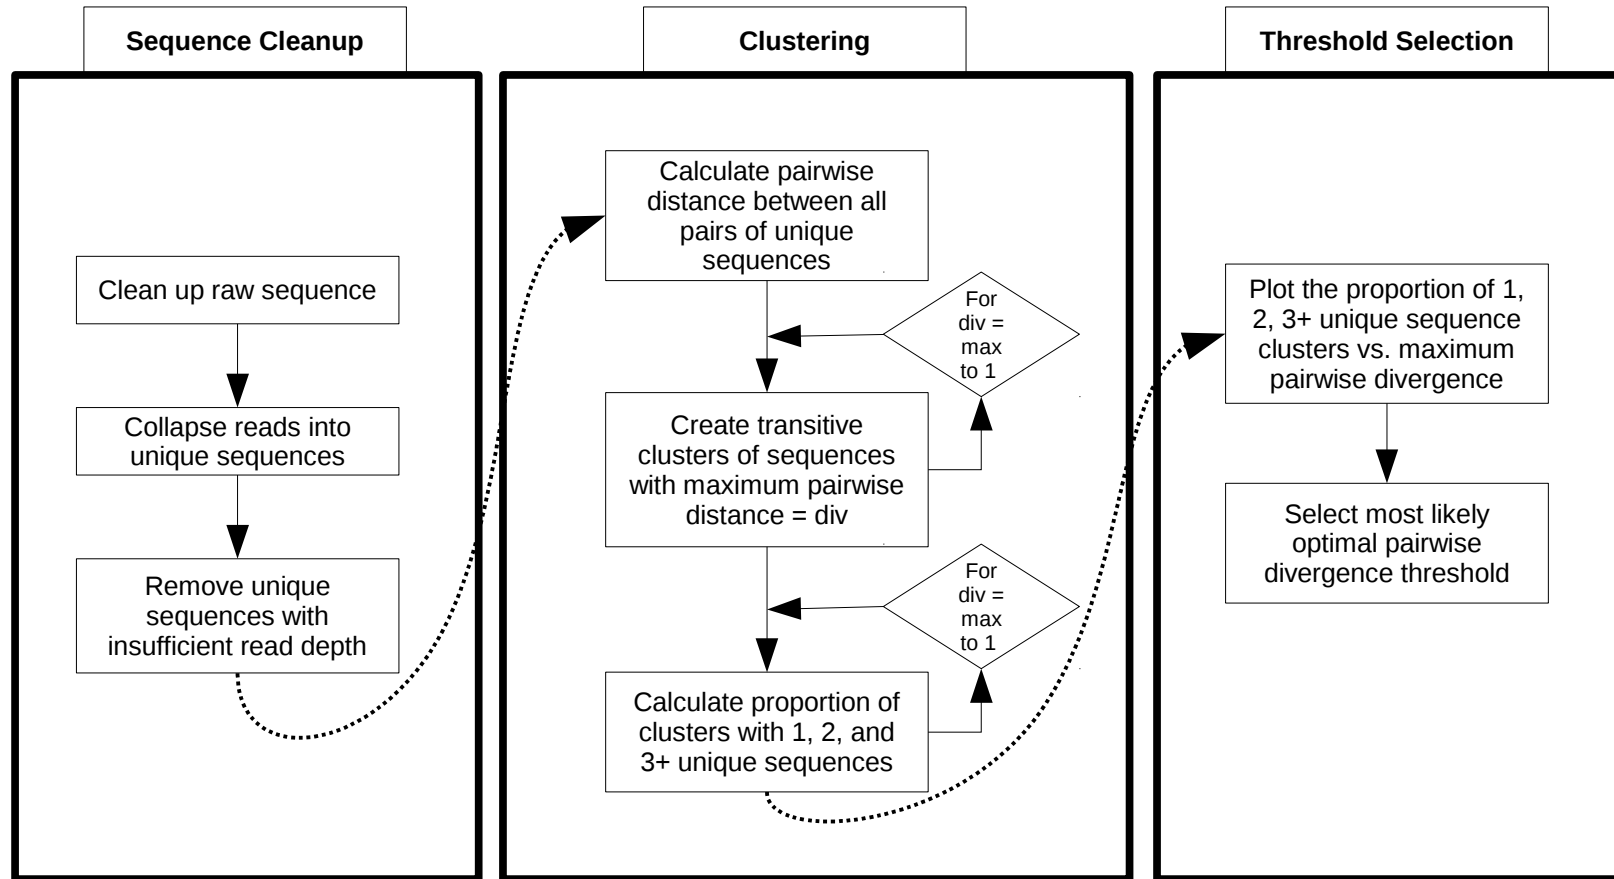 Sequence Cleanup
Clean up raw sequence
Collapse reads into
unique sequences
Remove unique
sequences with
insufficient read depth
Clustering
Calculate pairwise
distance between all
pairs of unique
sequences
For
div =
max
to 1
Create transitive
clusters of sequences
with maximum pairwise
distance = div
For
div =
max
to 1
Calculate proportion of
clusters with 1, 2, and
3+ unique sequences
Threshold Selection
Plot the proportion of 1,
2, 3+ unique sequence
clusters vs. maximum
pairwise divergence
Select most likely
optimal pairwise
divergence threshold